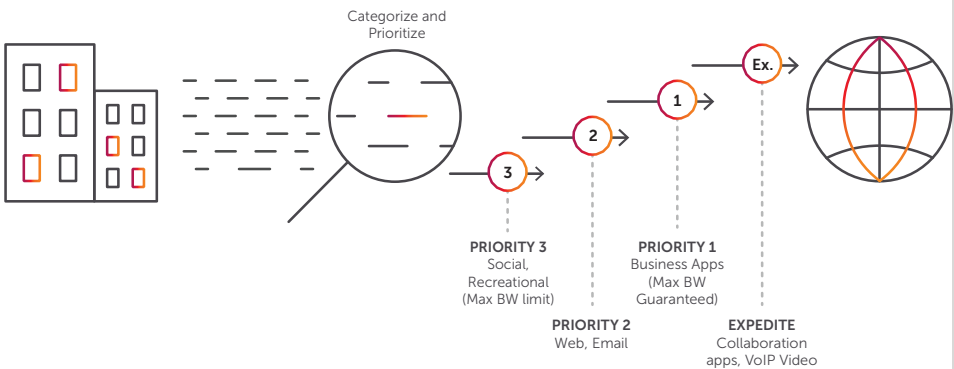 Categorize and
Prioritize
Ex.
1
2
3
PRIORITY 3
Social,
Recreational
(Max BW limit)
PRIORITY 2
Web, Email
PRIORITY 1
Business Apps
(Max BW
Guaranteed)
EXPEDITE
Collaboration
apps, VoIP Video